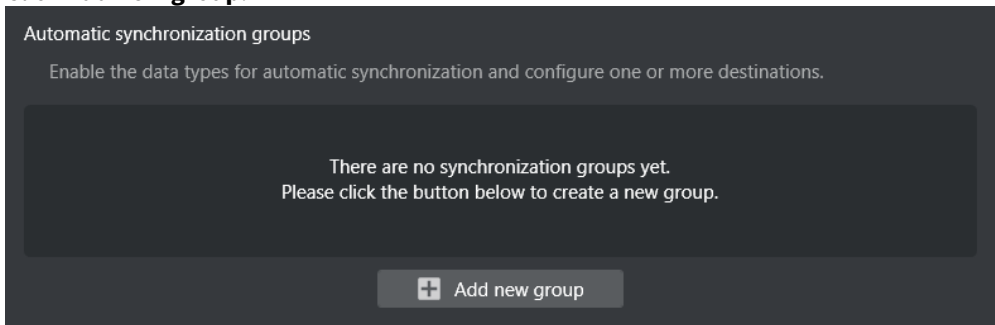 Automatic synchronization groups
Enable the data types for automatic synchronization and configure one or more destinations.
There are no synchronization groups yet.
Please click the button below to create a new group.
Add new group